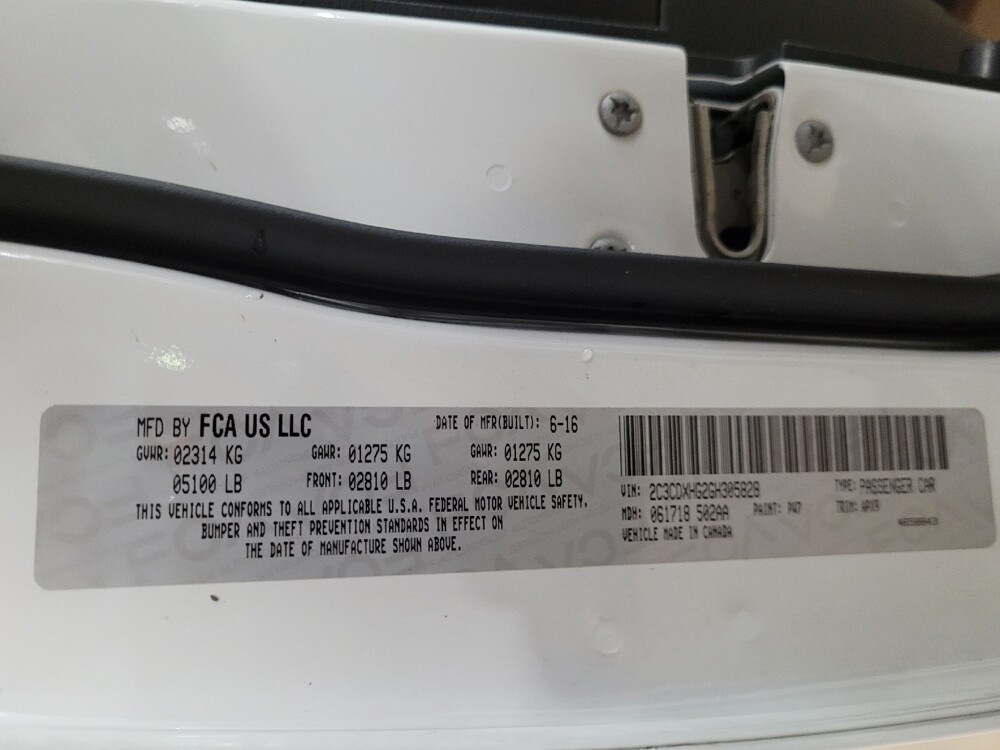 MFD BY FCA US LLC DATE OF MFR(BUILT): 6-16
GVWR: 02314 KG GAWR: 01275 KG GAWR: 01275 KG
05100 LB FRONT: 02810 LB REAR: 02810 LB
THIS VEHICLE CONFORMS TO ALL APPLICABLE U.S.A. FEDERAL MOTOR VEHICLE SAFETY,
BUMPER AND THEFT PREVENTION STANDARDS IN EFFECT ON
THE DATE OF MANUFACTURE SHOWN ABOVE.
VIN: 2C3CDXHG2GH305828 TYPE: PASSENGER CAR
MDH: 061718 502AA PAINT: PW7 TRIM: APX9
VEHICLE MADE IN CANADA